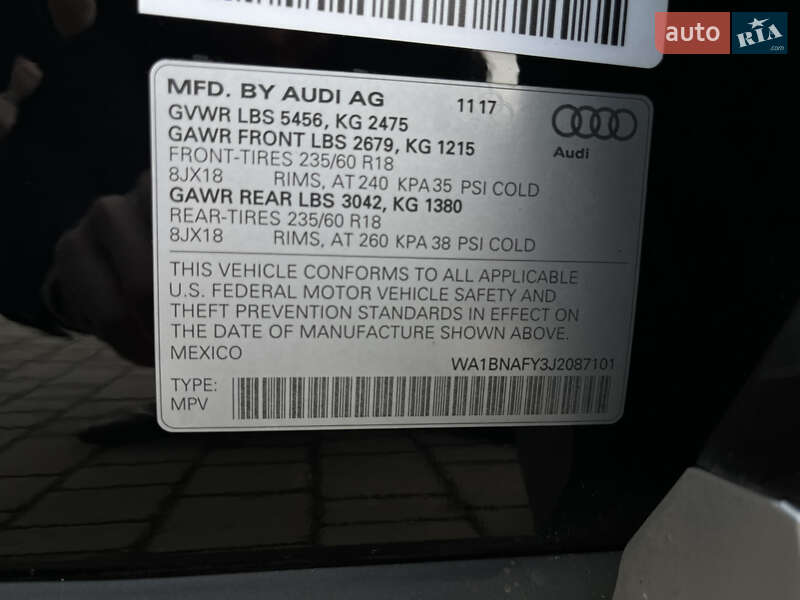 auto RIA
.com
MFD. BY AUDI AG 11 17
GVWR LBS 5456, KG 2475
GAWR FRONT LBS 2679, KG 1215
FRONT-TIRES 235/60 R18
8JX18 RIMS, AT 240 KPA 35 PSI COLD
GAWR REAR LBS 3042, KG 1380
REAR-TIRES 235/60 R18
8JX18 RIMS, AT 260 KPA 38 PSI COLD
Audi
THIS VEHICLE CONFORMS TO ALL APPLICABLE
U.S. FEDERAL MOTOR VEHICLE SAFETY AND
THEFT PREVENTION STANDARDS IN EFFECT ON
THE DATE OF MANUFACTURE SHOWN ABOVE.
MEXICO WA1BNAFY3J2087101
TYPE:
MPV